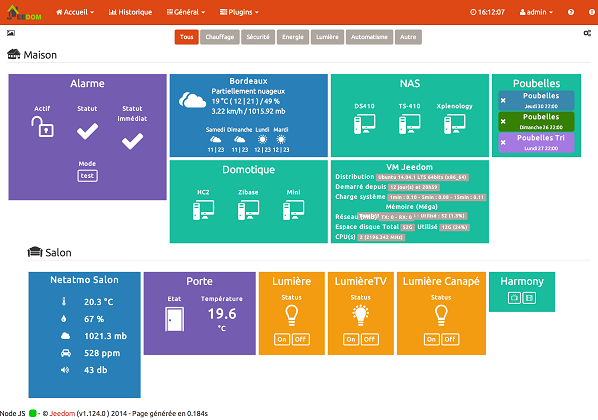 JEEDOM
Accueil
Historique
Général
Plugins
16:12:07
admin
Tous
Chauffage
Sécurité
Energie
Lumière
Automatisme
Autre
Maison
Alarme
Actif
Statut
Statut
Immédiat
Mode
test
Bordeaux
Partiellement nuageux
19 °C ( 12 | 21 ) / 49 %
3.22 km/h / 1015.92 mb
Samedi Dimanche Lundi Mardi
11 | 23 11 | 23 12 | 23 12 | 23
Domotique
HC2
Zibase
Mini
NAS
DS410
TS-410
Xplenology
VM Jeedom
Distribution Ubuntu 14.04.1 LTS 64bits (x86_64)
Demarré depuis 12 jour(s) et 20h59
Charge système 1min : 0.10 - 5min : 0.08 - 15min : 0.11
Mémoire (Méga)
Réseau TX: 0 - RX: 0 - Utilisé : 52 (1.3%)
Espace disque Total 52G Utilisé 12G (24%)
CPU(s) 2 (2196.342 MHz)
Poubelles
Poubelles
Jeudi 30 22:00
Poubelles
Dimanche 26 22:00
Poubelles Tri
Lundi 27 22:00
Salon
Netatmo Salon
20.3 °C
67 %
1021.3 mb
528 ppm
43 db
Porte
Etat
Température
19.6
°C
Lumière
Status
On Off
LumièreTV
Status
On Off
Lumière Canapé
Status
On Off
Harmony
Node JS - © Jeedom (v1.124.0 ) 2014 - Page générée en 0.184s